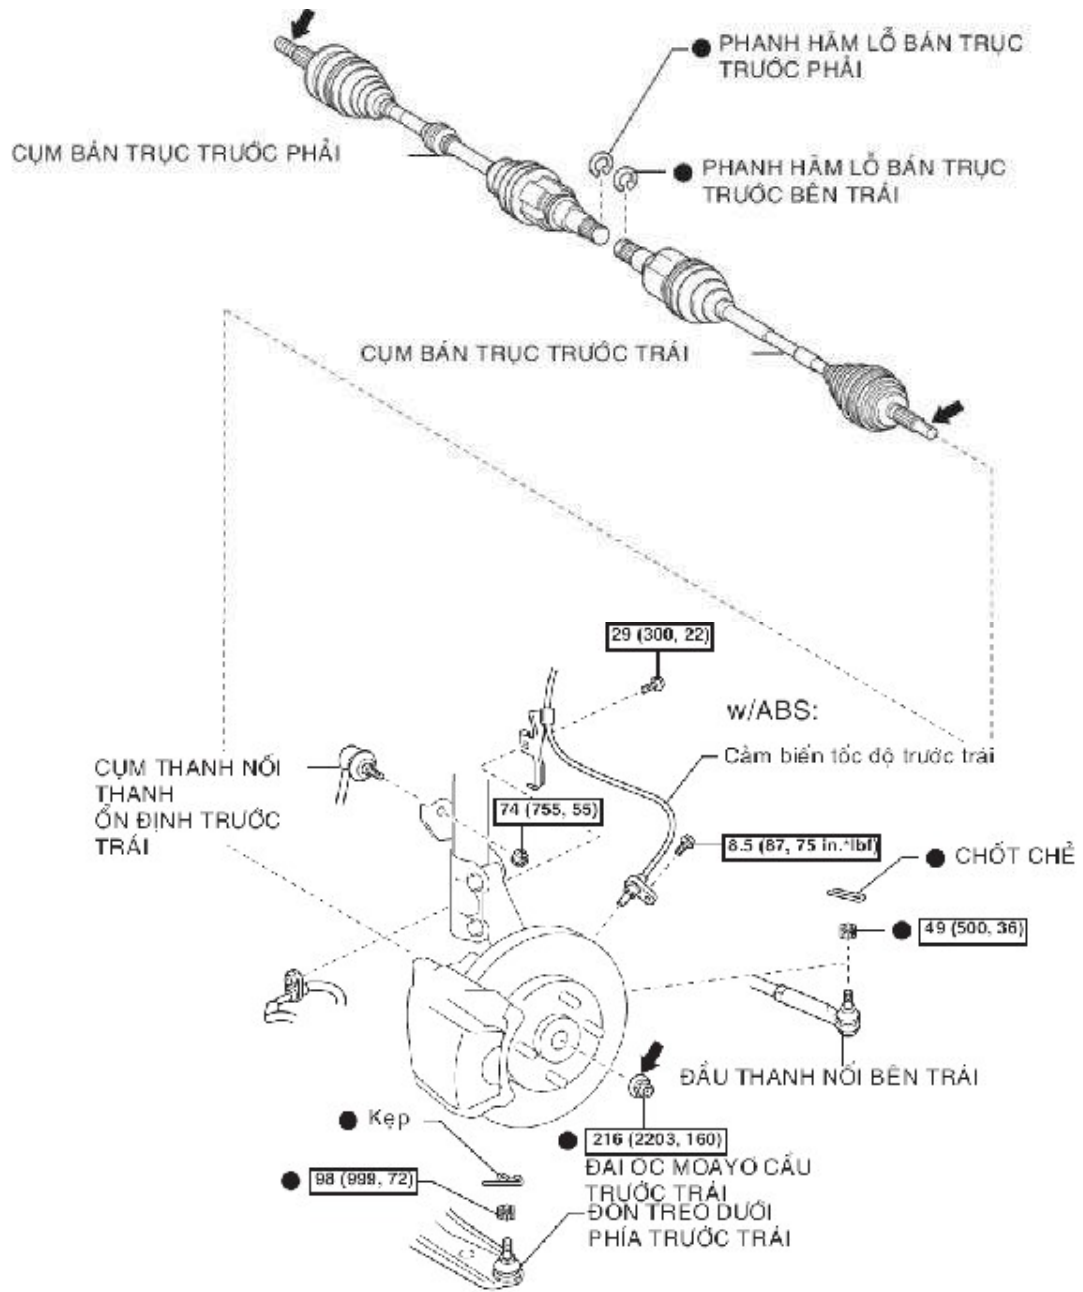 ● PHANH HÃM LỖ BÁN TRỤC
TRƯỚC PHẢI
CỤM BÁN TRỤC TRƯỚC PHẢI
● PHANH HÃM LỖ BÁN TRỤC
TRƯỚC BÊN TRÁI
CỤM BÁN TRỤC TRƯỚC TRÁI
29 (300, 22)
w/ABS:
Cảm biến tốc độ trước trái
CỤM THANH NỐI
THANH
ỔN ĐỊNH TRƯỚC
TRÁI
74 (755, 55)
8.5 (87, 75 in.*lbf)
● CHỐT CHẺ
● 49 (500, 36)
ĐẦU THANH NỐI BÊN TRÁI
● Kẹp
● 216 (2203, 160)
● 98 (999, 72)
ĐAI ỐC MOAYƠ CẦU
TRƯỚC TRÁI
ĐÒN TREO DƯỚI
PHÍA TRƯỚC TRÁI